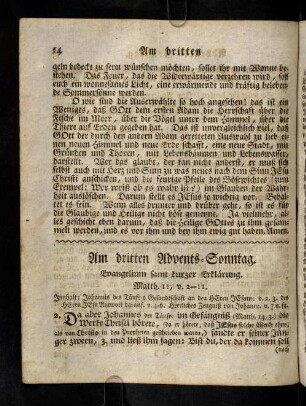 14 Am dritten
geln bedeckt zu seyn wünschen möchten, sollet ihr mit Wonne be-
stehen. Das Feuer, das die Widerwärtige verzehren wird, soll
euch ein wonnesames Licht, eine erwärmende und kräftig belebende
Sommersonne werden.
O wie sind die Auserwählte so hoch angesehen! das ist ein
Weniges, daß GOtt dem ersten Adam die Herrschaft über die
Fische im Meer, über die Vögel unter dem Himmel, über die
Thiere auf Erden gegeben hat. Das ist unvergleichlich viel, daß
GOtt der durch den andern Adam geretteten Auswahl zu lieb ei-
nen neuen Himmel und neue Erde schafft, eine neue Stadt, mit
Gründen und Thoren, mit Lebensbäumen und Lebenswasser,
darstellt. Wer das glaubt, der kan nicht anderst, er muß sich
selbst auch mit Herz und Sinn zu was neues nach dem Sinn JEsu
Christi anschicken, und die feurige Pfeile des Bösewichtes (zum
Exempel: Wer weiß ob es wahr ist?) im Glauben der Wahr-
heit auslöschen. Darum stellt es JEsus so wichtig vor. Gedul-
tet es fein! Wenn alles drunter und drüber geht, so ist es für
die Glaubige und Heilige nicht böß gemeynt. Ja vielmehr, al-
les geschicht eben darum, daß die heilige GOttes zu ihm gesam-
melt werden, und die von ihm und bey ihm ewig gut haben. Amen.
Am dritten Advents-Sonntag.
Evangelium samt kurzer Erklärung.
Matth. 11, v. 2-11.
Inhalt: Johannis des Täufers Gesandtschaft an den HErrn JEsum: v. 2. 3. des
HErrn JEsu Antwort darauf: v. 4-6. Herrliches Zeugniß von Johanne, v. 7. sq.
2. Da aber Johannes der Täufer, im Gefängniß (Matth. 14, 3.) die
Werke Christi hörete, (da er hörete, daß JEsus solche Werke thue,
als von Christo in den Propheten geschrieben waren,) sandte er seiner Jün-
ger zween, 3. und ließ ihm sagen: Bist du, der da kommen soll